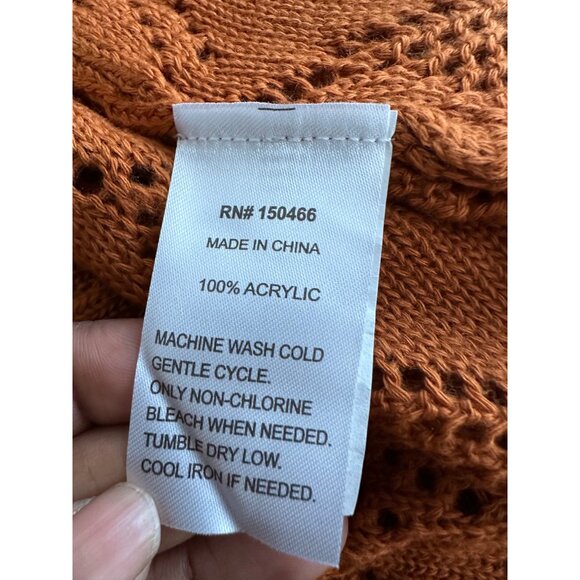 RN# 150466
MADE IN CHINA
100% ACRYLIC
MACHINE WASH COLD
GENTLE CYCLE.
ONLY NON-CHLORINE
BLEACH WHEN NEEDED.
TUMBLE DRY LOW.
COOL IRON IF NEEDED.